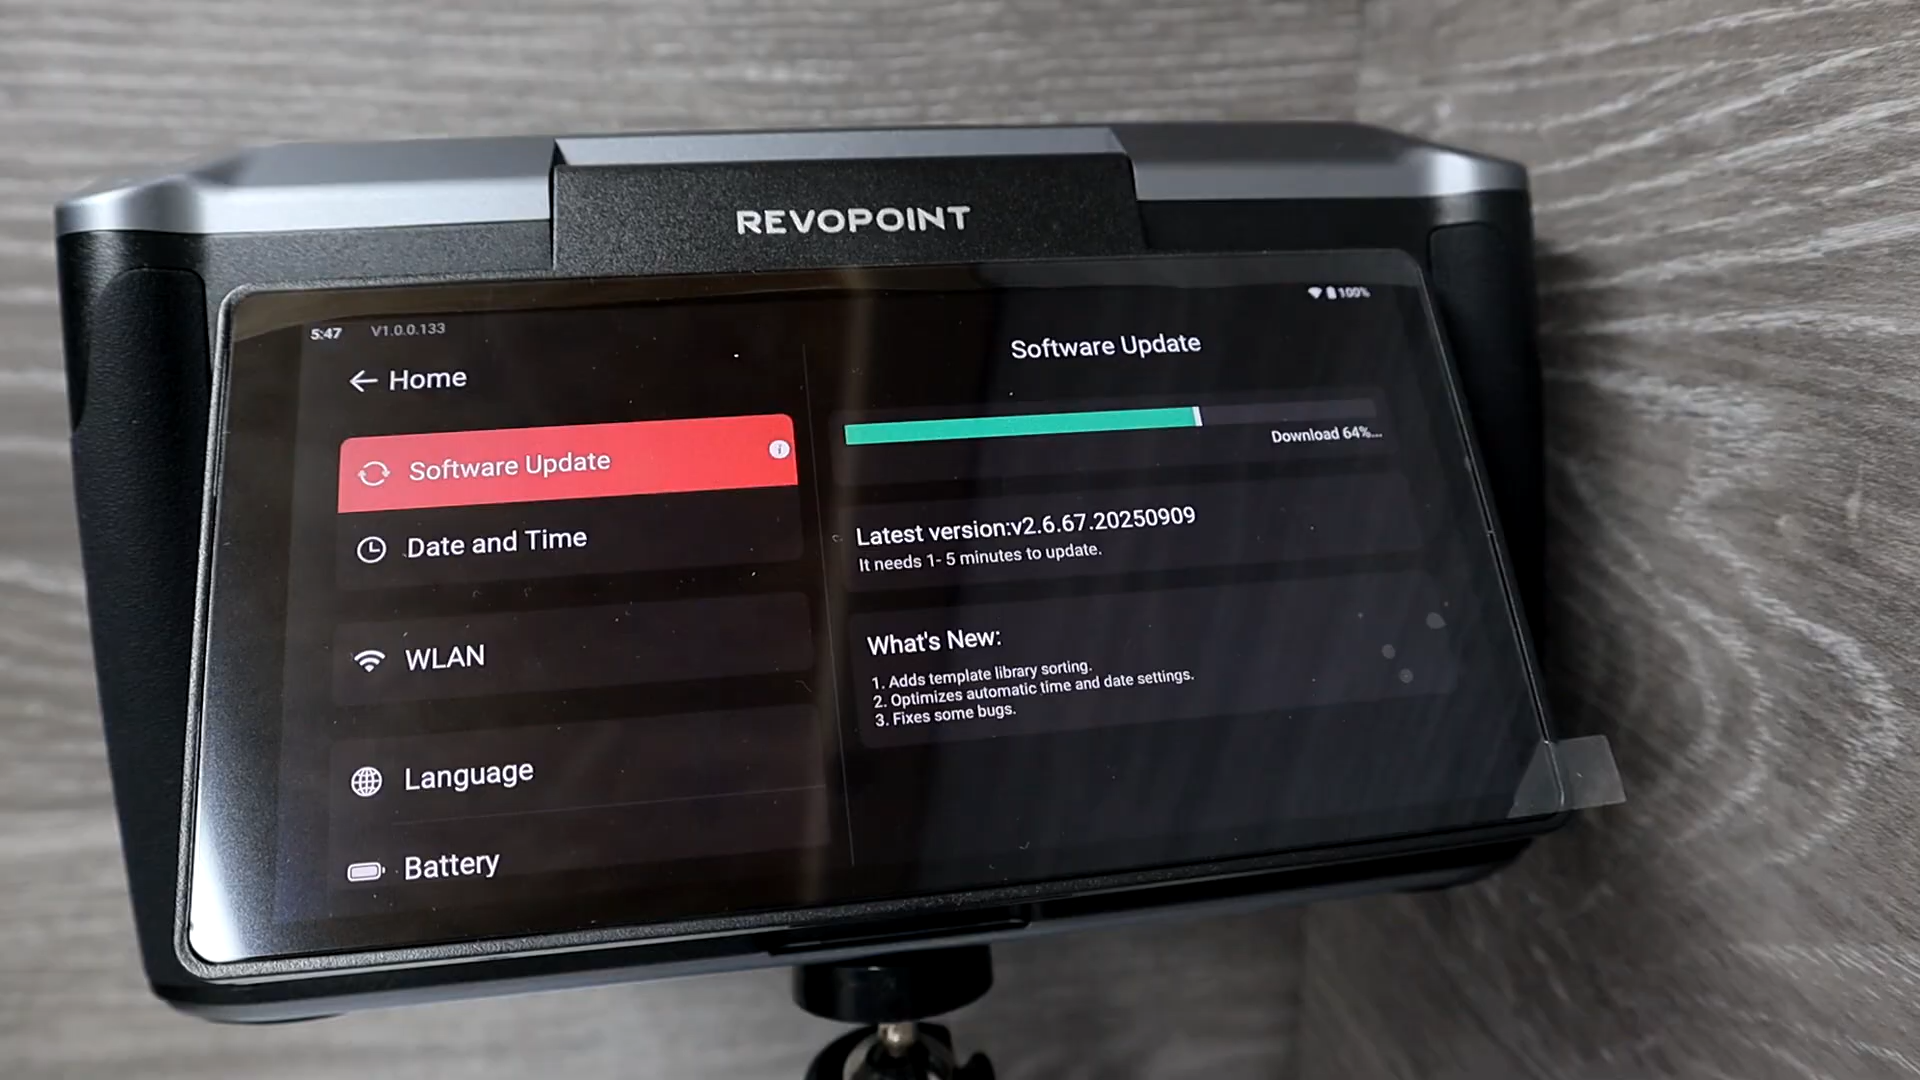 REVOPOINT
5:47 V1.0.0.133
100%
Home
Software Update
Date and Time
WLAN
Language
Battery
Software Update
Download 64%...
Latest version:v2.6.67.20250909
It needs 1- 5 minutes to update.
What's New:
1. Adds template library sorting.
2. Optimizes automatic time and date settings.
3. Fixes some bugs.